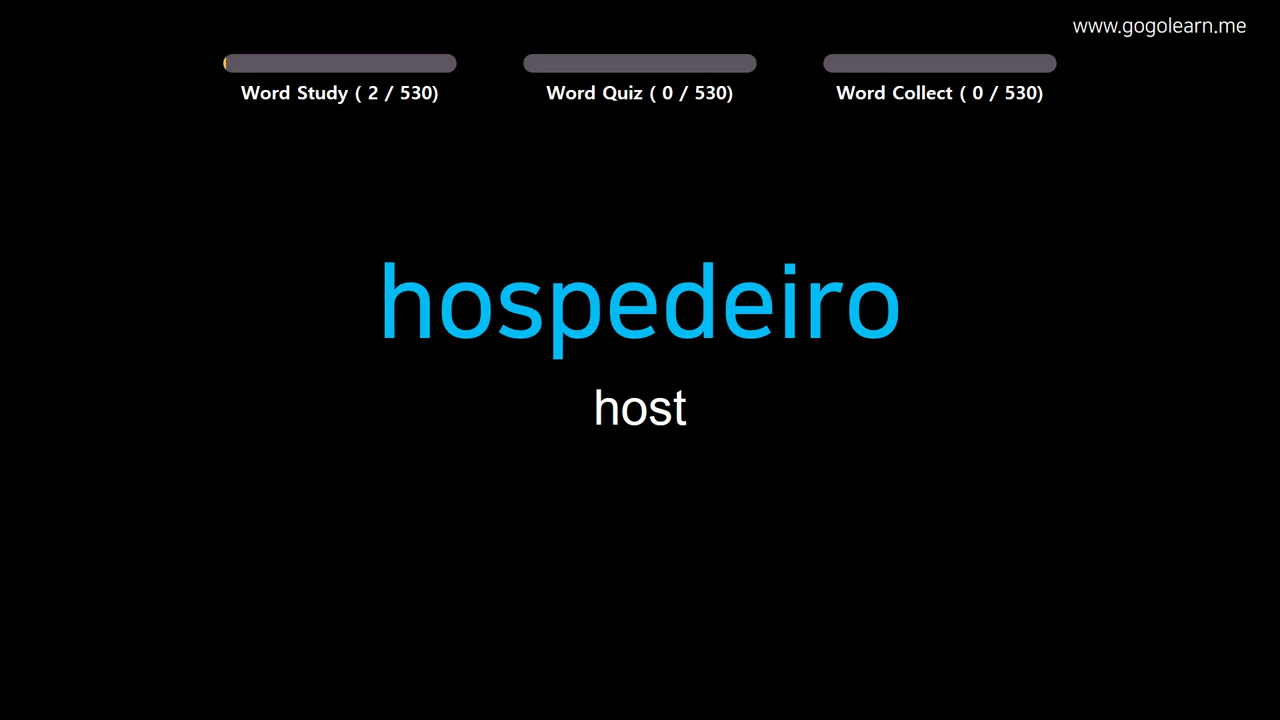 www.gogolearn.me
Word Study ( 2 / 530)
Word Quiz ( 0 / 530)
Word Collect ( 0 / 530)
hospedeiro
host